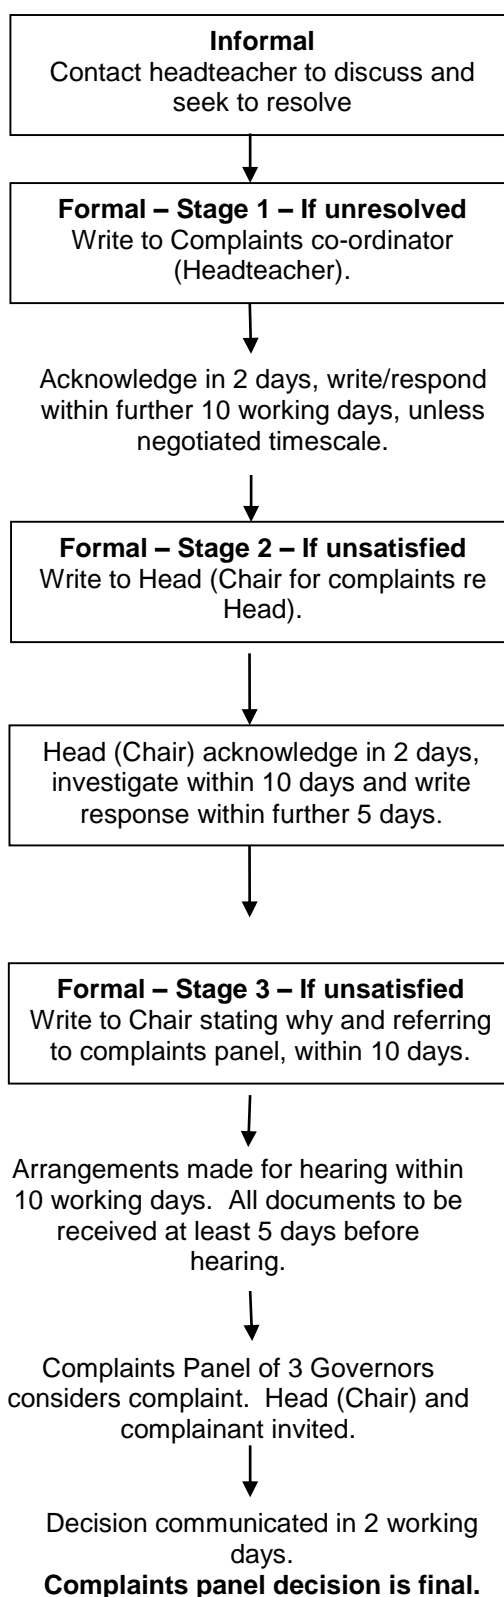 Informal
Contact headteacher to discuss and
seek to resolve
Formal – Stage 1 – If unresolved
Write to Complaints co-ordinator
(Headteacher).
Acknowledge in 2 days, write/respond
within further 10 working days, unless
negotiated timescale.
Formal – Stage 2 – If unsatisfied
Write to Head (Chair for complaints re
Head).
Head (Chair) acknowledge in 2 days,
investigate within 10 days and write
response within further 5 days.
Formal – Stage 3 – If unsatisfied
Write to Chair stating why and referring
to complaints panel, within 10 days.
Arrangements made for hearing within
10 working days.  All documents to be
received at least 5 days before
hearing.
Complaints Panel of 3 Governors
considers complaint.  Head (Chair) and
complainant invited.
Decision communicated in 2 working
days.
Complaints panel decision is final.